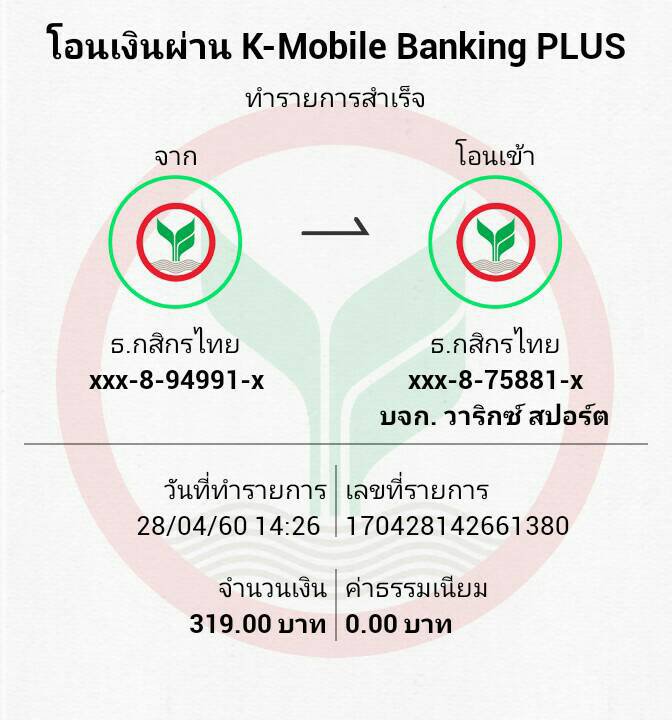 โอนเงินผ่าน K-Mobile Banking PLUS
ทำรายการสำเร็จ
จาก
โอนเข้า
ธ.กสิกรไทย
xxx-8-94991-x
ธ.กสิกรไทย
xxx-8-75881-x
บจก. วาริกซ์ สปอร์ต
วันที่ทำรายการ
28/04/60 14:26
เลขที่รายการ
170428142661380
จำนวนเงิน
319.00 บาท
ค่าธรรมเนียม
0.00 บาท